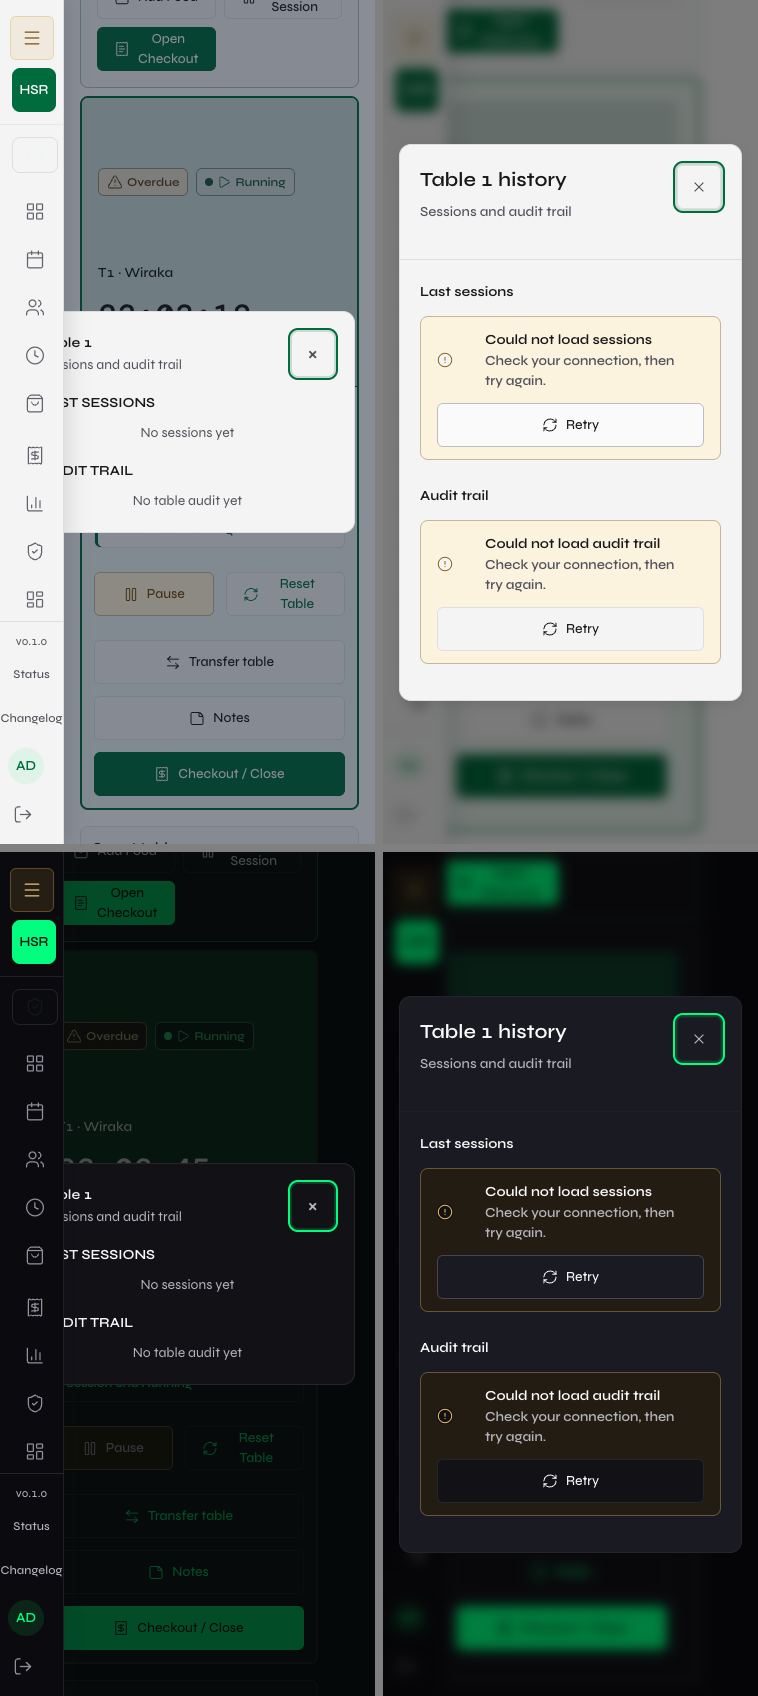 Session
Open
Checkout
HSR
Overdue
Running
T1 · Wiraka
ble 1
sions and audit trail
×
ST SESSIONS
No sessions yet
DIT TRAIL
No table audit yet
Pause
Reset
Table
Transfer table
Notes
Checkout / Close
v0.1.0
Status
Changelog
AD
Table 1 history
Sessions and audit trail
Last sessions
Could not load sessions
Check your connection, then
try again.
Retry
Audit trail
Could not load audit trail
Check your connection, then
try again.
Retry
Add Food
Session
Open
Checkout
HSR
Overdue
Running
T1 · Wiraka
ble 1
sions and audit trail
×
ST SESSIONS
No sessions yet
DIT TRAIL
No table audit yet
Pause
Reset
Table
Transfer table
Notes
Checkout / Close
v0.1.0
Status
Changelog
AD
Table 1 history
Sessions and audit trail
Last sessions
Could not load sessions
Check your connection, then
try again.
Retry
Audit trail
Could not load audit trail
Check your connection, then
try again.
Retry